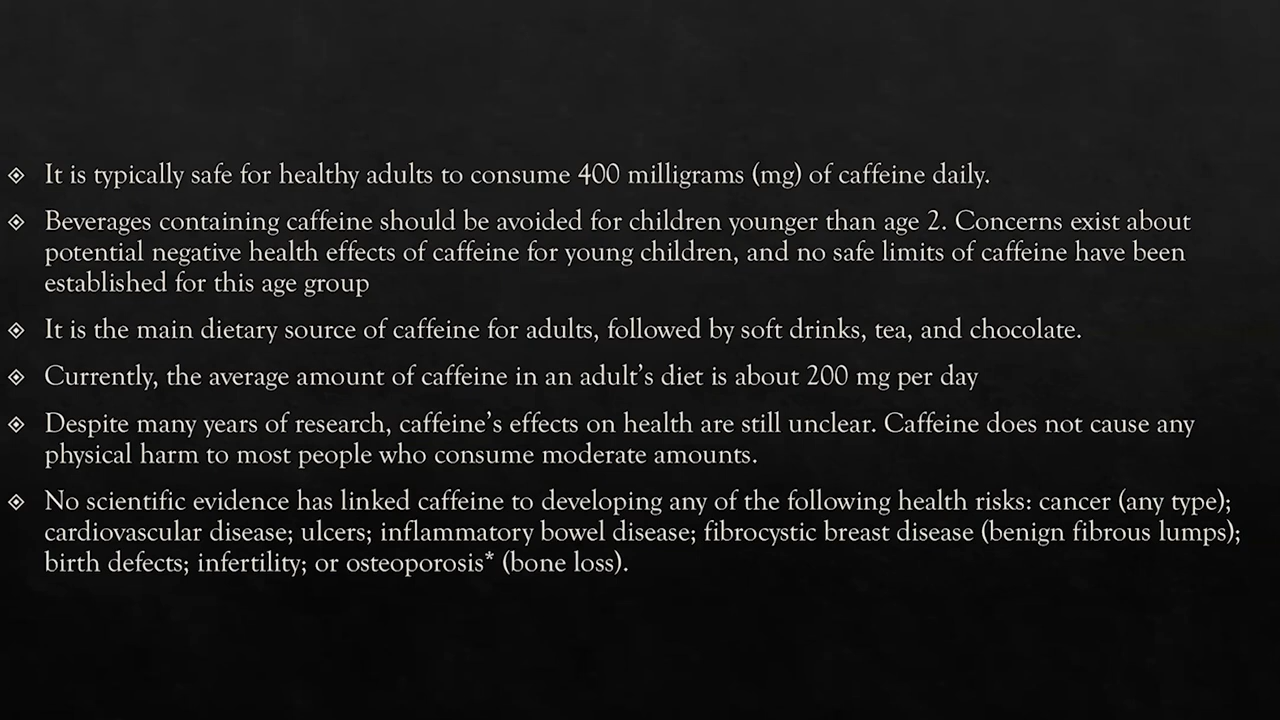 It is typically safe for healthy adults to consume 400 milligrams (mg) of caffeine daily.
Beverages containing caffeine should be avoided for children younger than age 2. Concerns exist about
potential negative health effects of caffeine for young children, and no safe limits of caffeine have been
established for this age group
It is the main dietary source of caffeine for adults, followed by soft drinks, tea, and chocolate.
Currently, the average amount of caffeine in an adult’s diet is about 200 mg per day
Despite many years of research, caffeine’s effects on health are still unclear. Caffeine does not cause any
physical harm to most people who consume moderate amounts.
No scientific evidence has linked caffeine to developing any of the following health risks: cancer (any type);
cardiovascular disease; ulcers; inflammatory bowel disease; fibrocystic breast disease (benign fibrous lumps);
birth defects; infertility; or osteoporosis* (bone loss).